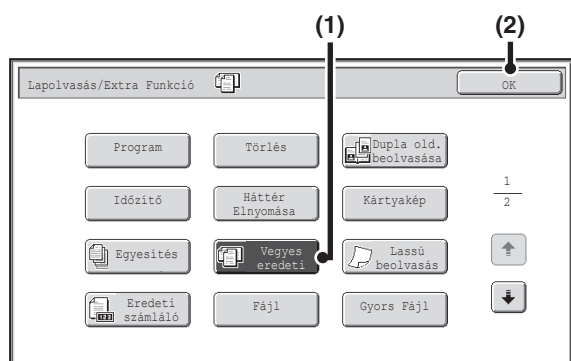 (1) (2)
Lapolvasás/Extra Funkció OK
Program Törlés Dupla old.
beolvasása
Időzítő Háttér
Elnyomása Kártyakép 1
2
Egyesítés Vegyes
eredeti Lassú
beolvasás
Eredeti
számláló Fájl Gyors Fájl